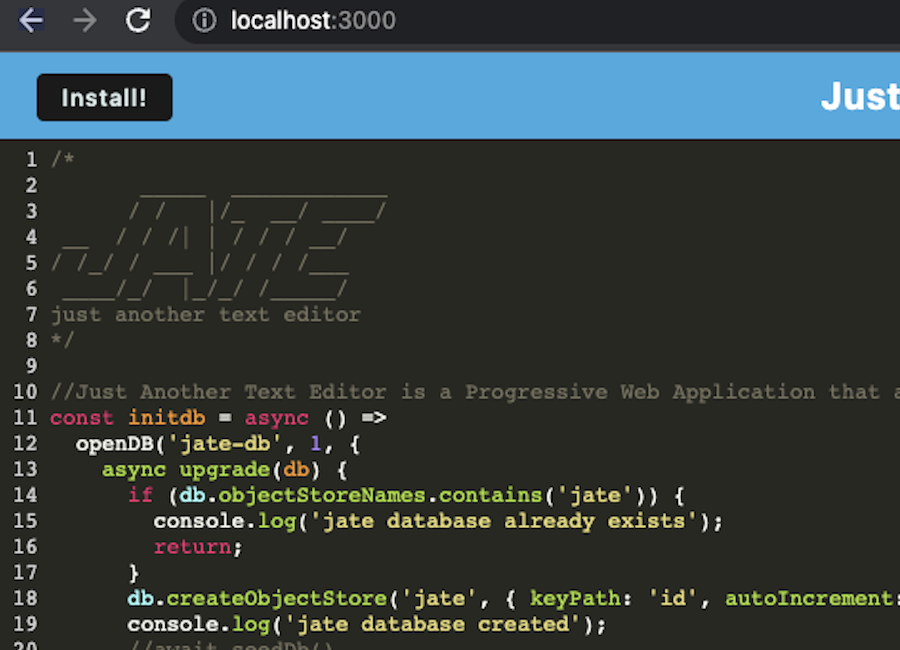 localhost:3000
Install!
Just
1 /*
2        _____  ____________
3       / /   |/_  __/ ____/
4  __  / / /| | / / / __/
5 / /_/ / ___ |/ / / /___
6  ____/_/  |_/_/ /_____/
7 just another text editor
8 */
9
10 //Just Another Text Editor is a Progressive Web Application that a
11 const initdb = async () =>
12   openDB('jate-db', 1, {
13     async upgrade(db) {
14       if (db.objectStoreNames.contains('jate')) {
15         console.log('jate database already exists');
16         return;
17       }
18       db.createObjectStore('jate', { keyPath: 'id', autoIncrement:
19       console.log('jate database created');
20       //await seedDb()